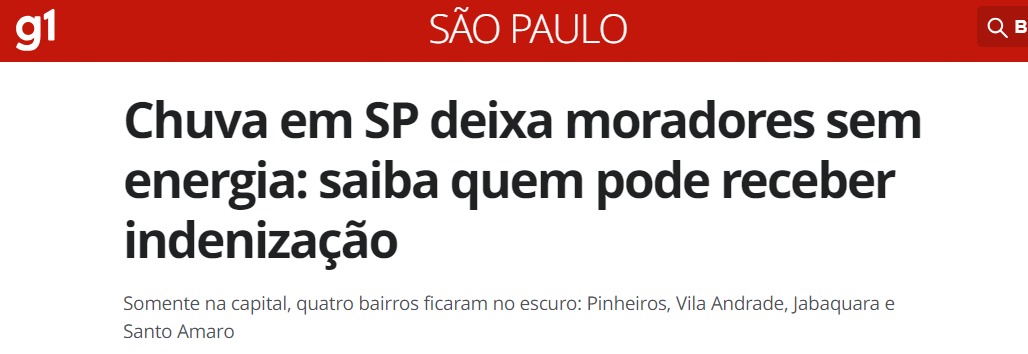 g1
SÃO PAULO
B
Chuva em SP deixa moradores sem
energia: saiba quem pode receber
indenização
Somente na capital, quatro bairros ficaram no escuro: Pinheiros, Vila Andrade, Jabaquara e
Santo Amaro